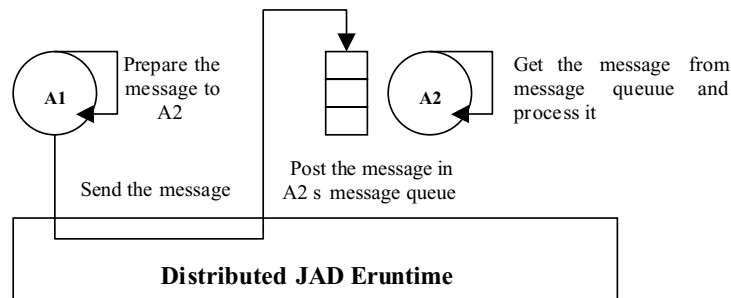 A1
Prepare the
message to
A2
A2
Get the message from
message queuue and
process it
Send the message
Post the message in
A2 s message queue
Distributed JAD Eruntime